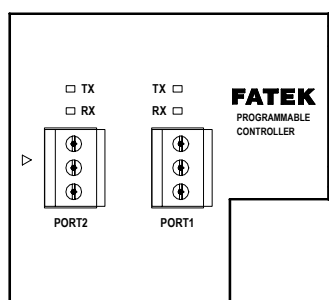 TX TX
RX RX
FATEK
PROGRAMMABLE
CONTROLLER
PORT2 PORT1